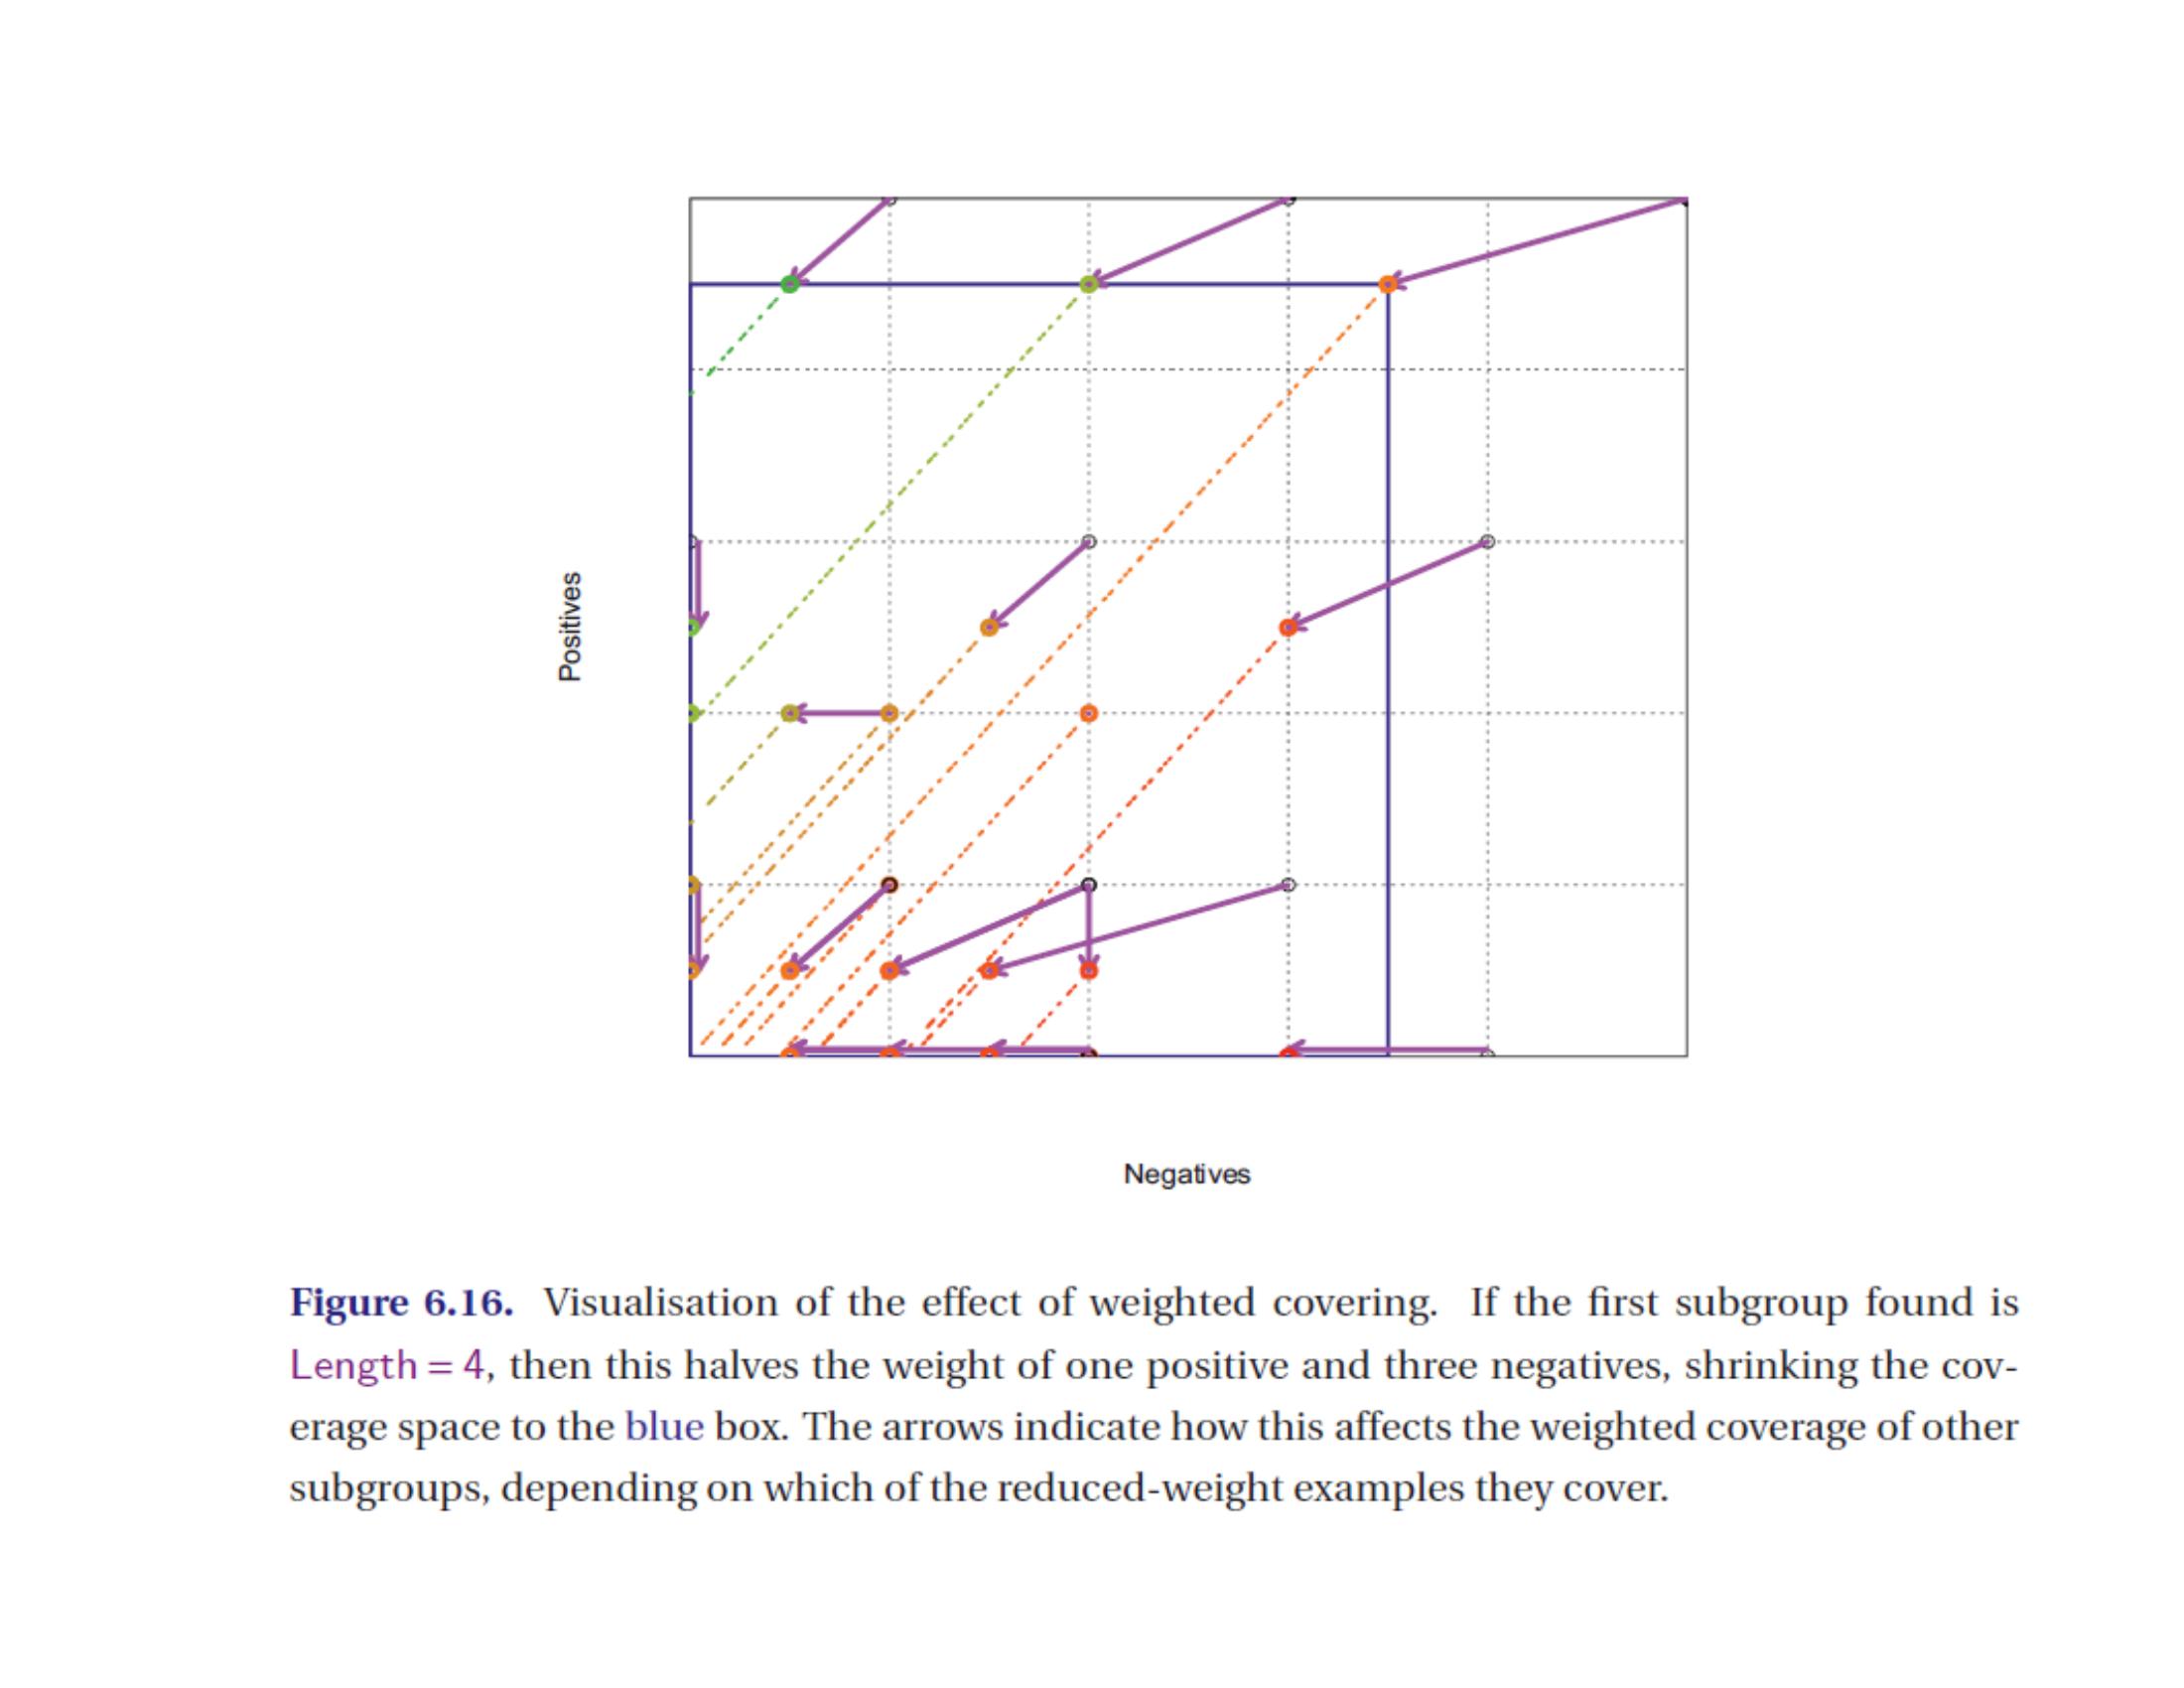 Positives
Negatives
Figure 6.16. Visualisation of the effect of weighted covering. If the first subgroup found is
Length = 4, then this halves the weight of one positive and three negatives, shrinking the cov-
erage space to the blue box. The arrows indicate how this affects the weighted coverage of other
subgroups, depending on which of the reduced-weight examples they cover.